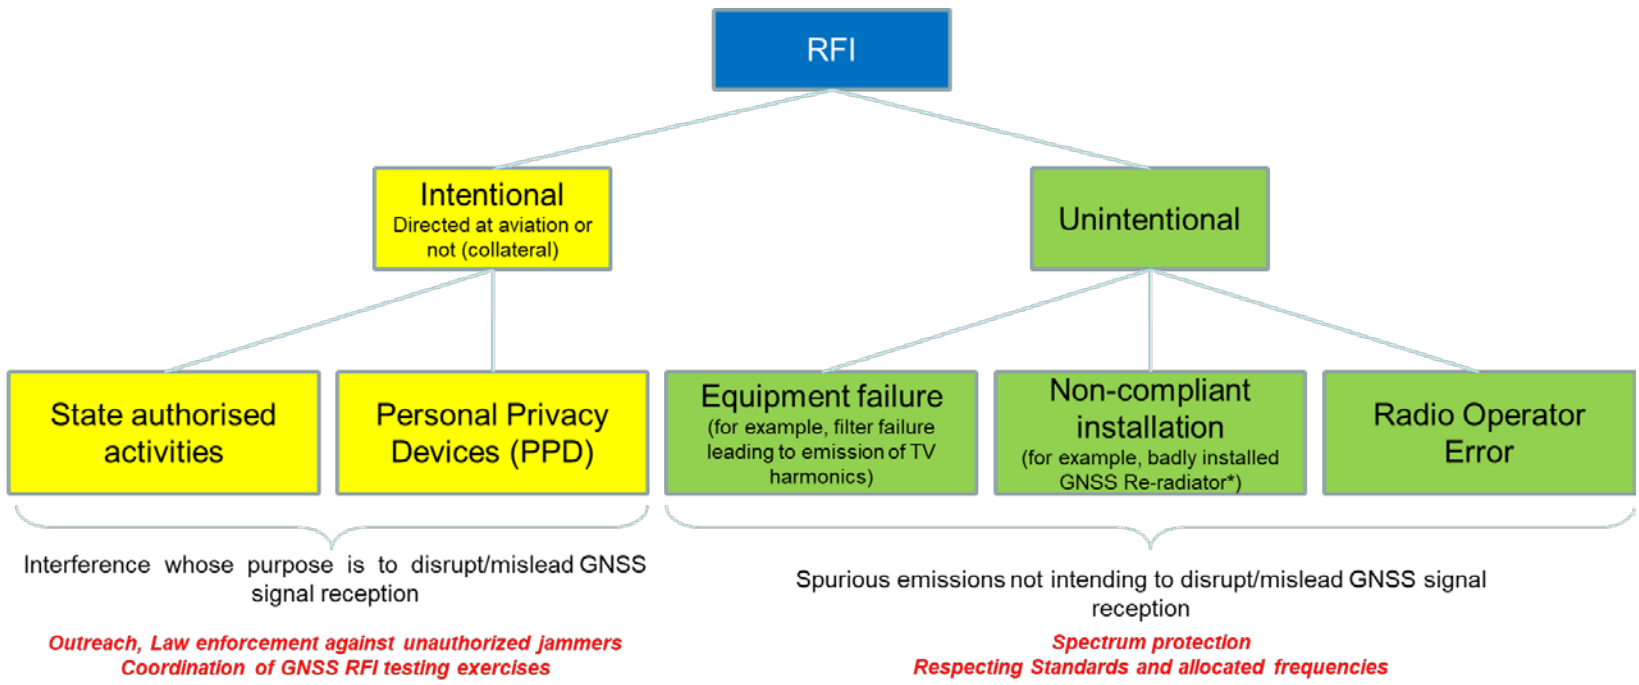 RFI
Intentional
Directed at aviation or
not (collateral)
Unintentional
State authorised
activities
Personal Privacy
Devices (PPD)
Equipment failure
(for example, filter failure
leading to emission of TV
harmonics)
Non-compliant
installation
(for example, badly installed
GNSS Re-radiator*)
Radio Operator
Error
Interference whose purpose is to disrupt/mislead GNSS
signal reception
Outreach, Law enforcement against unauthorized jammers
Coordination of GNSS RFI testing exercises
Spurious emissions not intending to disrupt/mislead GNSS signal
reception
Spectrum protection
Respecting Standards and allocated frequencies